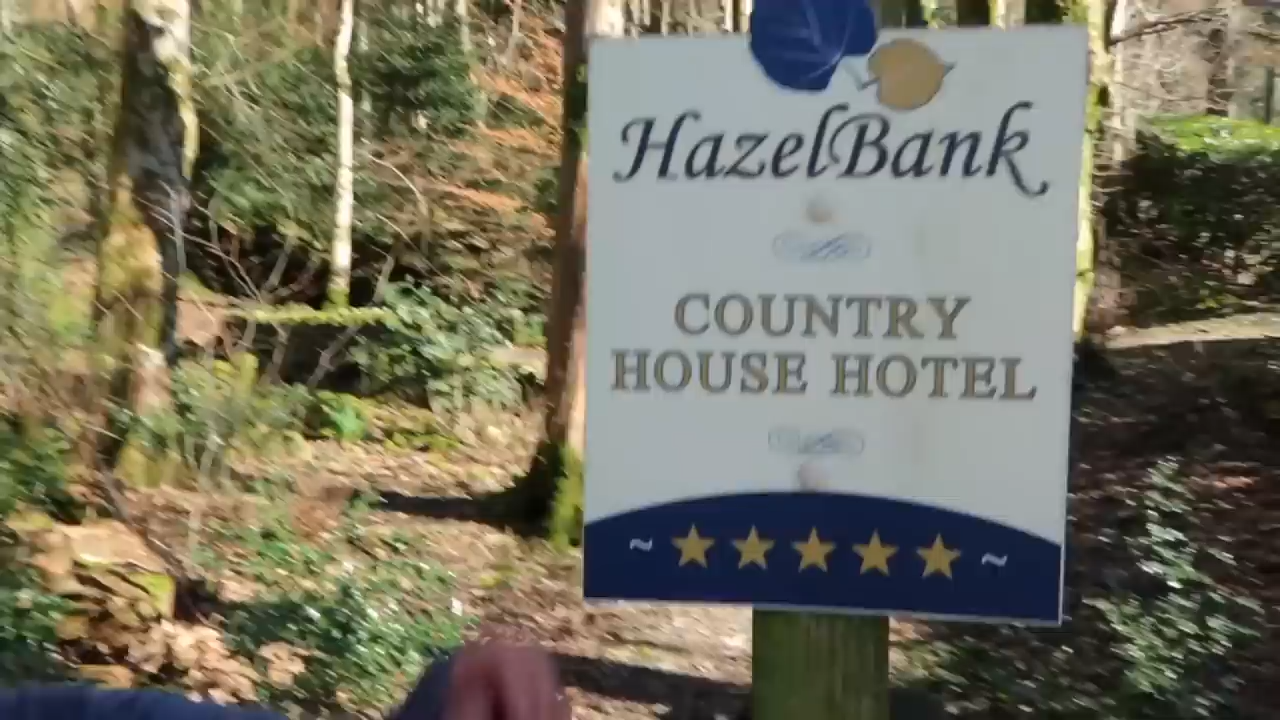 HazelBank
COUNTRY
HOUSE HOTEL
~ ★ ★ ★ ★ ★ ~